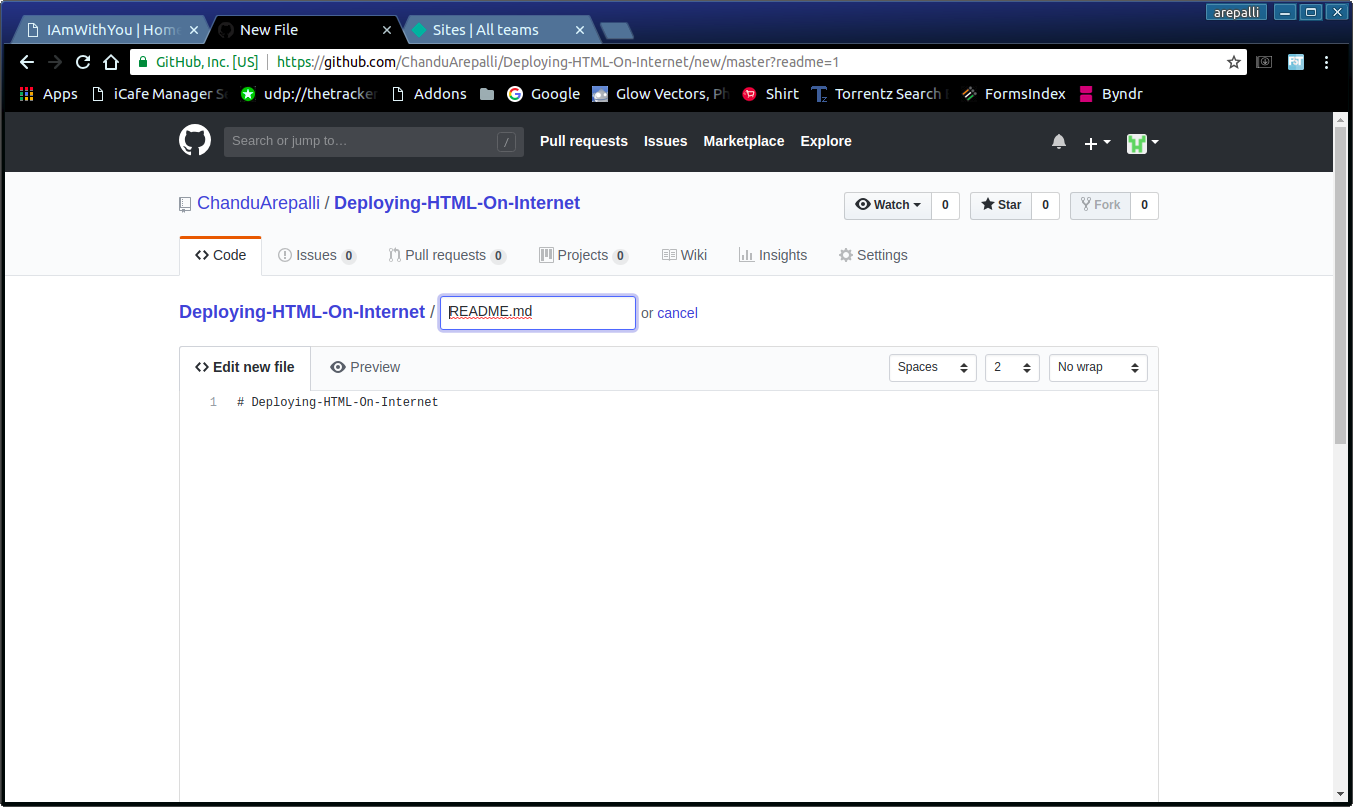 arepalli
IAmWithYou | Hom
New File
Sites | All teams
GitHub, Inc. [US] https://github.com/ChanduArepalli/Deploying-HTML-On-Internet/new/master?readme=1
Apps iCafe Manager S udp://thetracker Addons Google Glow Vectors, Ph Shirt Torrentz Search FormsIndex Byndr
Search or jump to… / Pull requests Issues Marketplace Explore
ChanduArepalli / Deploying-HTML-On-Internet Watch 0 Star 0 Fork 0
Code Issues 0 Pull requests 0 Projects 0 Wiki Insights Settings
Deploying-HTML-On-Internet / README.md or cancel
<> Edit new file Preview Spaces 2 No wrap
1 # Deploying-HTML-On-Internet